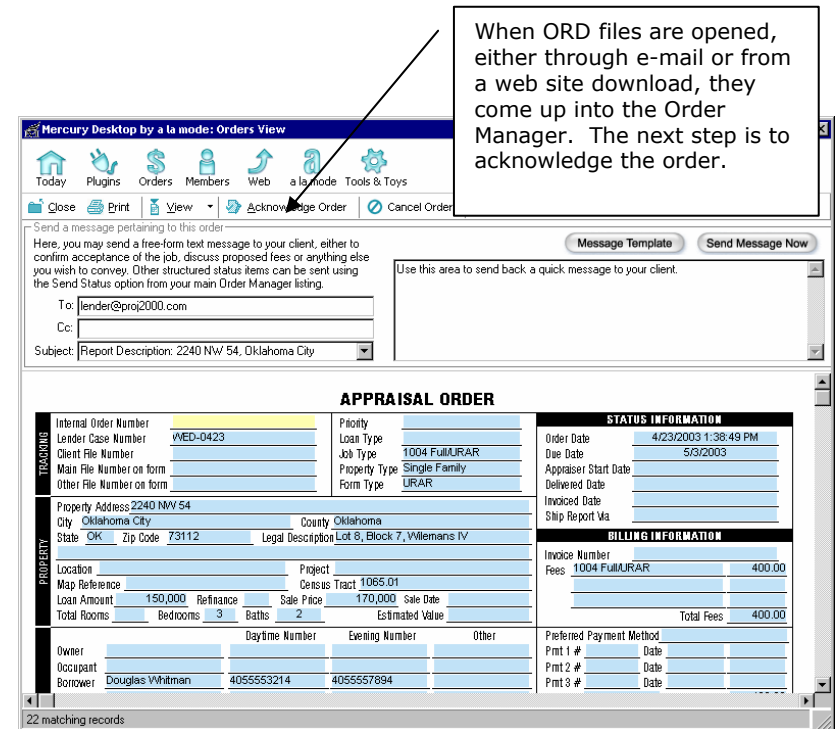 When ORD files are opened,
either through e-mail or from
a web site download, they
come up into the Order
Manager. The next step is to
acknowledge the order.
Mercury Desktop by a la mode: Orders View
Today Plugins Orders Members Web a la mode Tools & Toys
Close Print View Acknowledge Order Cancel Order
Send a message pertaining to this order
Here, you may send a free-form text message to your client, either to
confirm acceptance of the job, discuss proposed fees or anything else
you wish to convey. Other structured status items can be sent using
the Send Status option from your main Order Manager listing.
Message Template Send Message Now
Use this area to send back a quick message to your client.
To: lender@proj2000.com
Cc:
Subject: Report Description: 2240 NW 54, Oklahoma City
APPRAISAL ORDER
TRACKING
Internal Order Number
Lender Case Number WED-0423
Client File Number
Main File Number on form
Other File Number on form
Priority
Loan Type
Job Type 1004 Full/URAR
Property Type Single Family
Form Type URAR
STATUS INFORMATION
Order Date 4/23/2003 1:38:49 PM
Due Date 5/3/2003
Appraiser Start Date
Delivered Date
Invoiced Date
Ship Report Via
PROPERTY
Property Address 2240 NW 54
City Oklahoma City County Oklahoma
State OK Zip Code 73112 Legal Description Lot 8, Block 7, Wilemans IV
Location Project
Map Reference Census Tract 1065.01
Loan Amount 150,000 Refinance Sale Price 170,000 Sale Date
Total Rooms Bedrooms 3 Baths 2 Estimated Value
BILLING INFORMATION
Invoice Number
Fees 1004 Full/URAR 400.00
Total Fees 400.00
Daytime Number Evening Number Other
Owner
Occupant
Borrower Douglas Whitman 4055553214 4055557894
Preferred Payment Method
Pmt 1 # Date
Pmt 2 # Date
Pmt 3 # Date
22 matching records